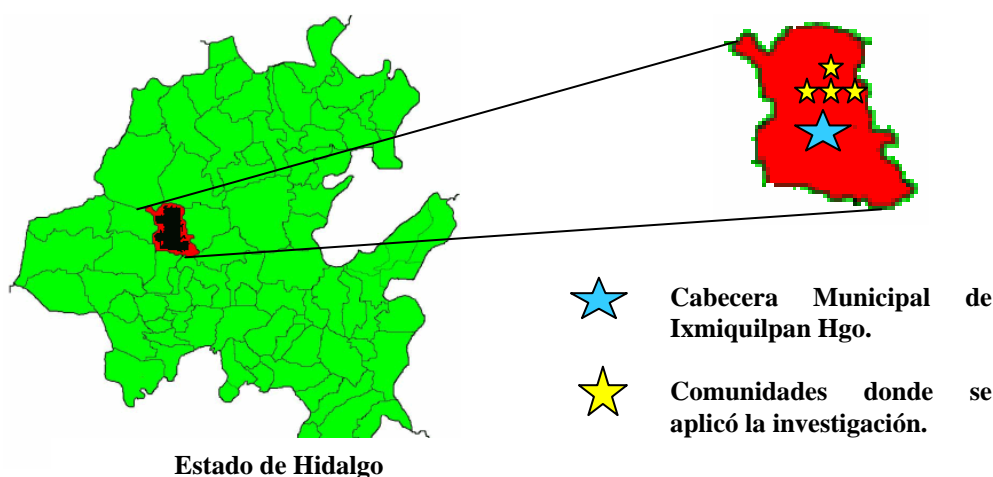 Cabecera Municipal de
Ixmiquilpan Hgo.
Comunidades donde se
aplicó la investigación.
Estado de Hidalgo